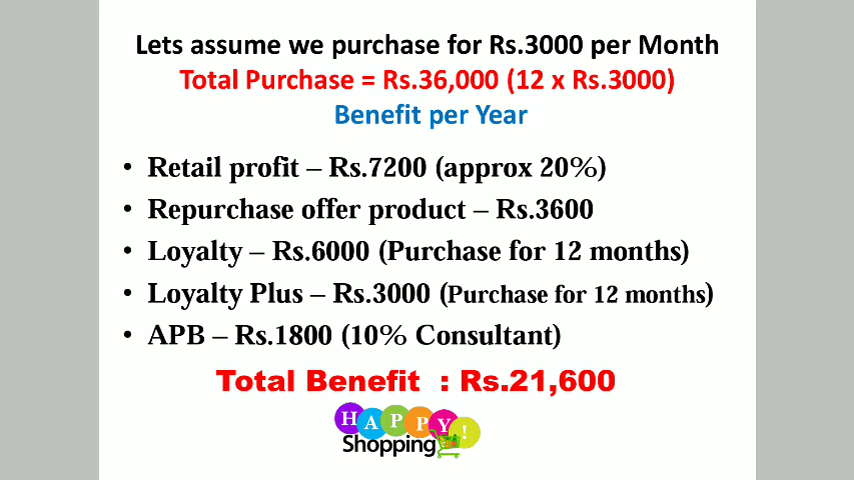 Lets assume we purchase for Rs.3000 per Month
Total Purchase = Rs.36,000 (12 x Rs.3000)
Benefit per Year
• Retail profit – Rs.7200 (approx 20%)
• Repurchase offer product – Rs.3600
• Loyalty – Rs.6000 (Purchase for 12 months)
• Loyalty Plus – Rs.3000 (Purchase for 12 months)
• APB – Rs.1800 (10% Consultant)
Total Benefit : Rs.21,600
HAPPY!
Shopping